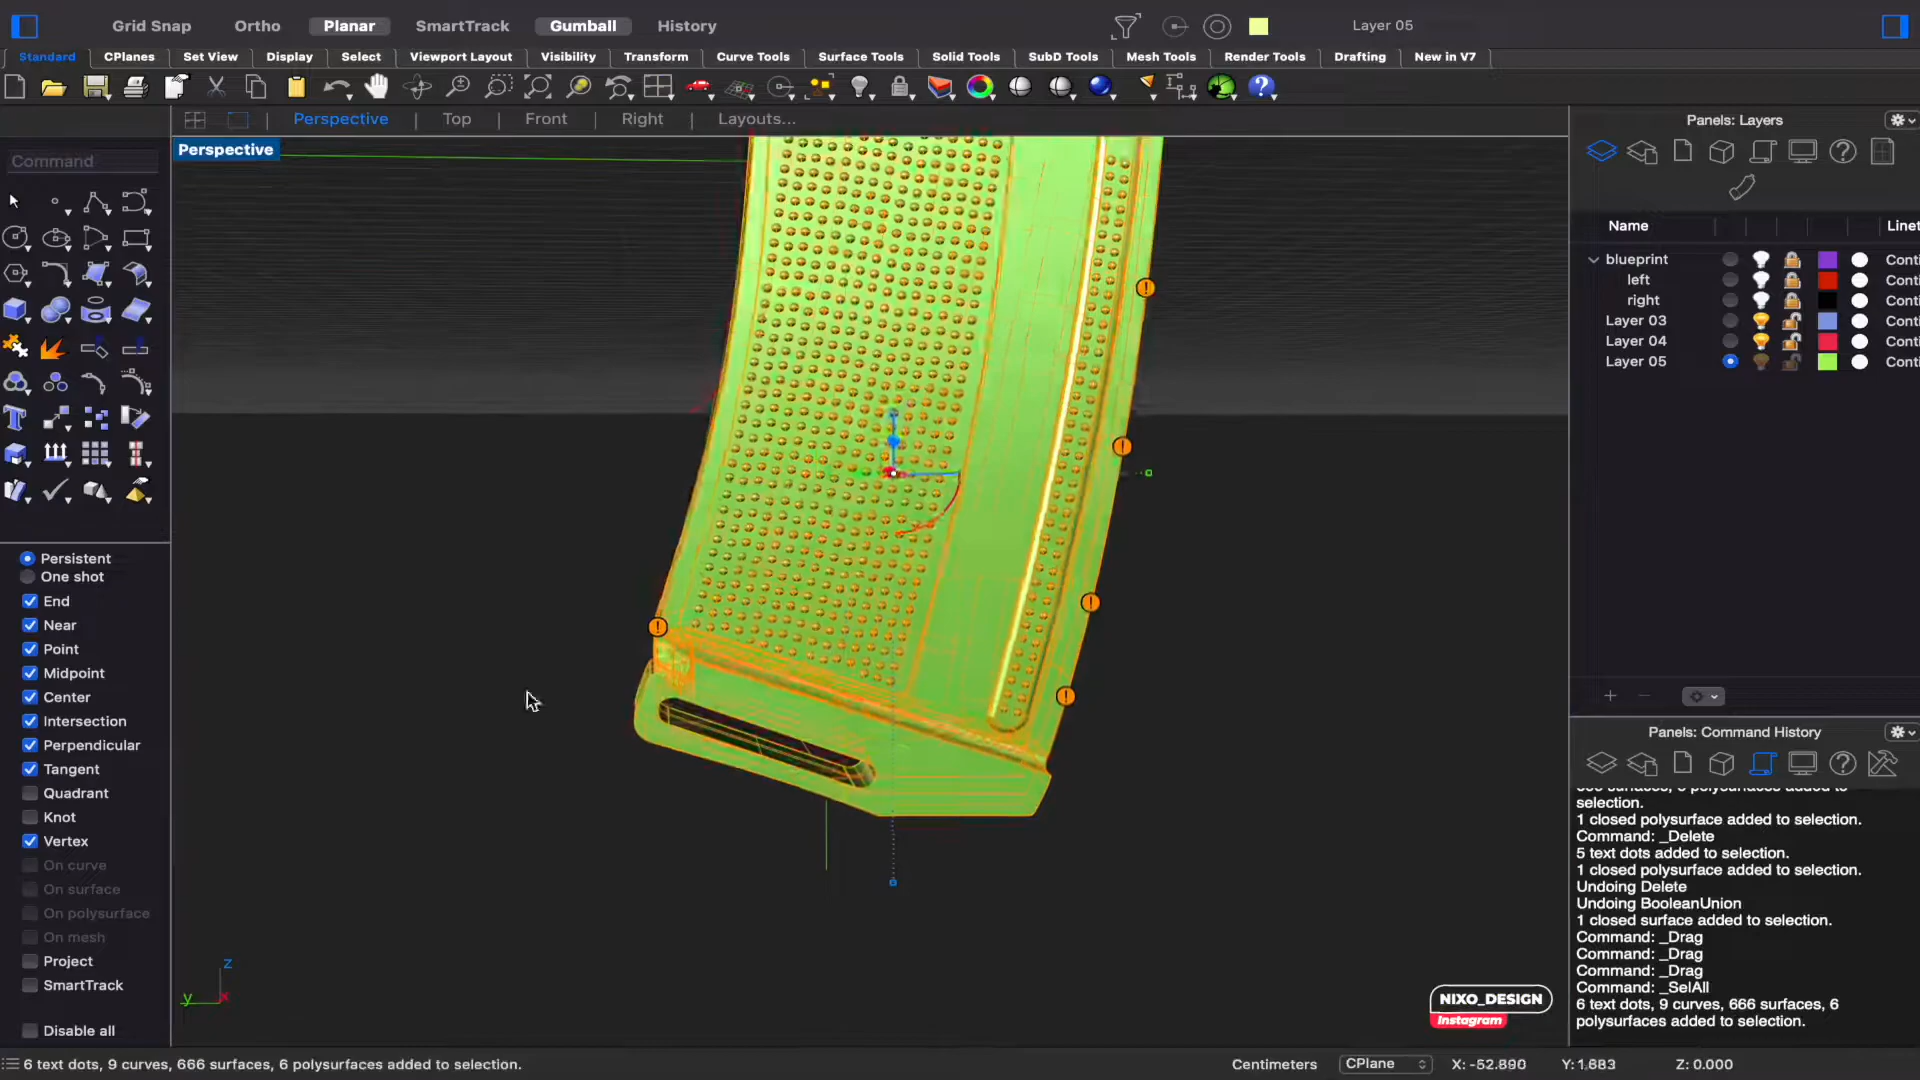 Grid Snap Ortho Planar SmartTrack Gumball History Layer 05
Standard CPlanes Set View Display Select Viewport Layout Visibility Transform Curve Tools Surface Tools Solid Tools SubD Tools Mesh Tools Render Tools Drafting New in V7
Perspective Top Front Right Layouts...
Perspective
Command
Persistent
One shot
End
Near
Point
Midpoint
Center
Intersection
Perpendicular
Tangent
Quadrant
Knot
Vertex
On curve
On surface
On polysurface
On mesh
Project
SmartTrack
Disable all
z
y x
NIXO_DESIGN
Instagram
Panels: Layers
Name Linet
blueprint Conti
left Conti
right Conti
Layer 03 Conti
Layer 04 Conti
Layer 05 Conti
Panels: Command History
selection.
1 closed polysurface added to selection.
Command: _Delete
5 text dots added to selection.
1 closed polysurface added to selection.
Undoing Delete
Undoing BooleanUnion
1 closed surface added to selection.
Command: _Drag
Command: _Drag
Command: _Drag
Command: _SelAll
6 text dots, 9 curves, 666 surfaces, 6
polysurfaces added to selection.
6 text dots, 9 curves, 666 surfaces, 6 polysurfaces added to selection.
Centimeters CPlane X: -52.890 Y: 1.683 Z: 0.000